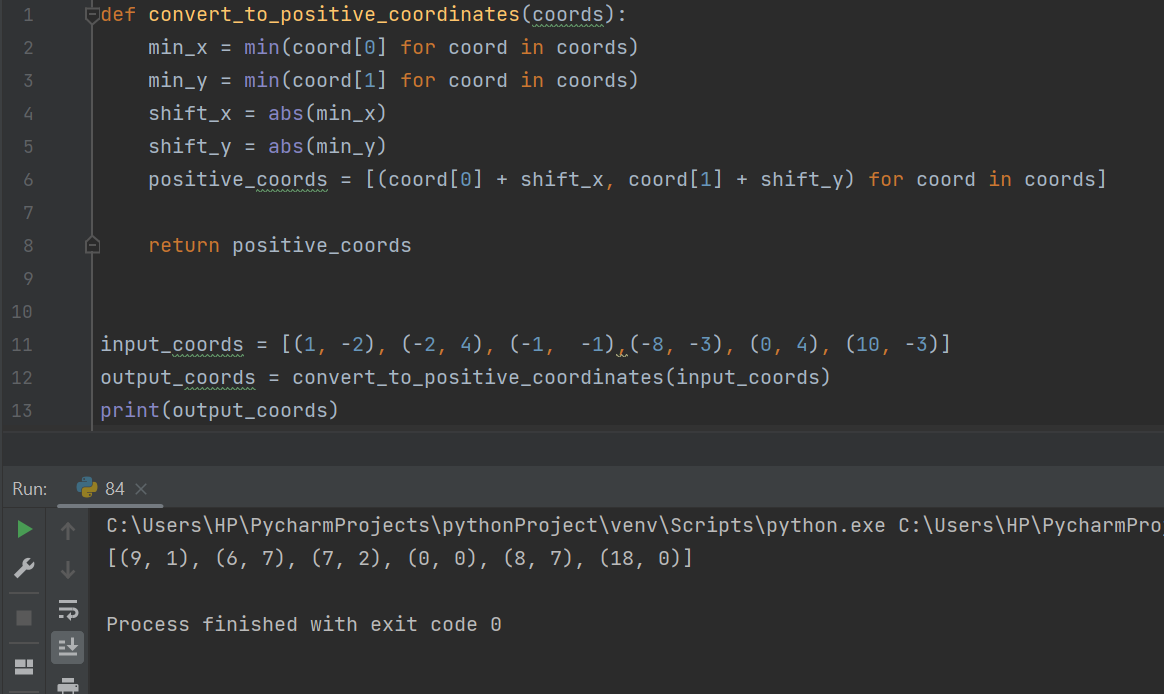 1 def convert_to_positive_coordinates(coords):
2     min_x = min(coord[0] for coord in coords)
3     min_y = min(coord[1] for coord in coords)
4     shift_x = abs(min_x)
5     shift_y = abs(min_y)
6     positive_coords = [(coord[0] + shift_x, coord[1] + shift_y) for coord in coords]
7
8     return positive_coords
9
10
11 input_coords = [(1, -2), (-2, 4), (-1,  -1),(-8, -3), (0, 4), (10, -3)]
12 output_coords = convert_to_positive_coordinates(input_coords)
13 print(output_coords)
Run: 84
C:\Users\HP\PycharmProjects\pythonProject\venv\Scripts\python.exe C:\Users\HP\PycharmPro
[(9, 1), (6, 7), (7, 2), (0, 0), (8, 7), (18, 0)]
Process finished with exit code 0